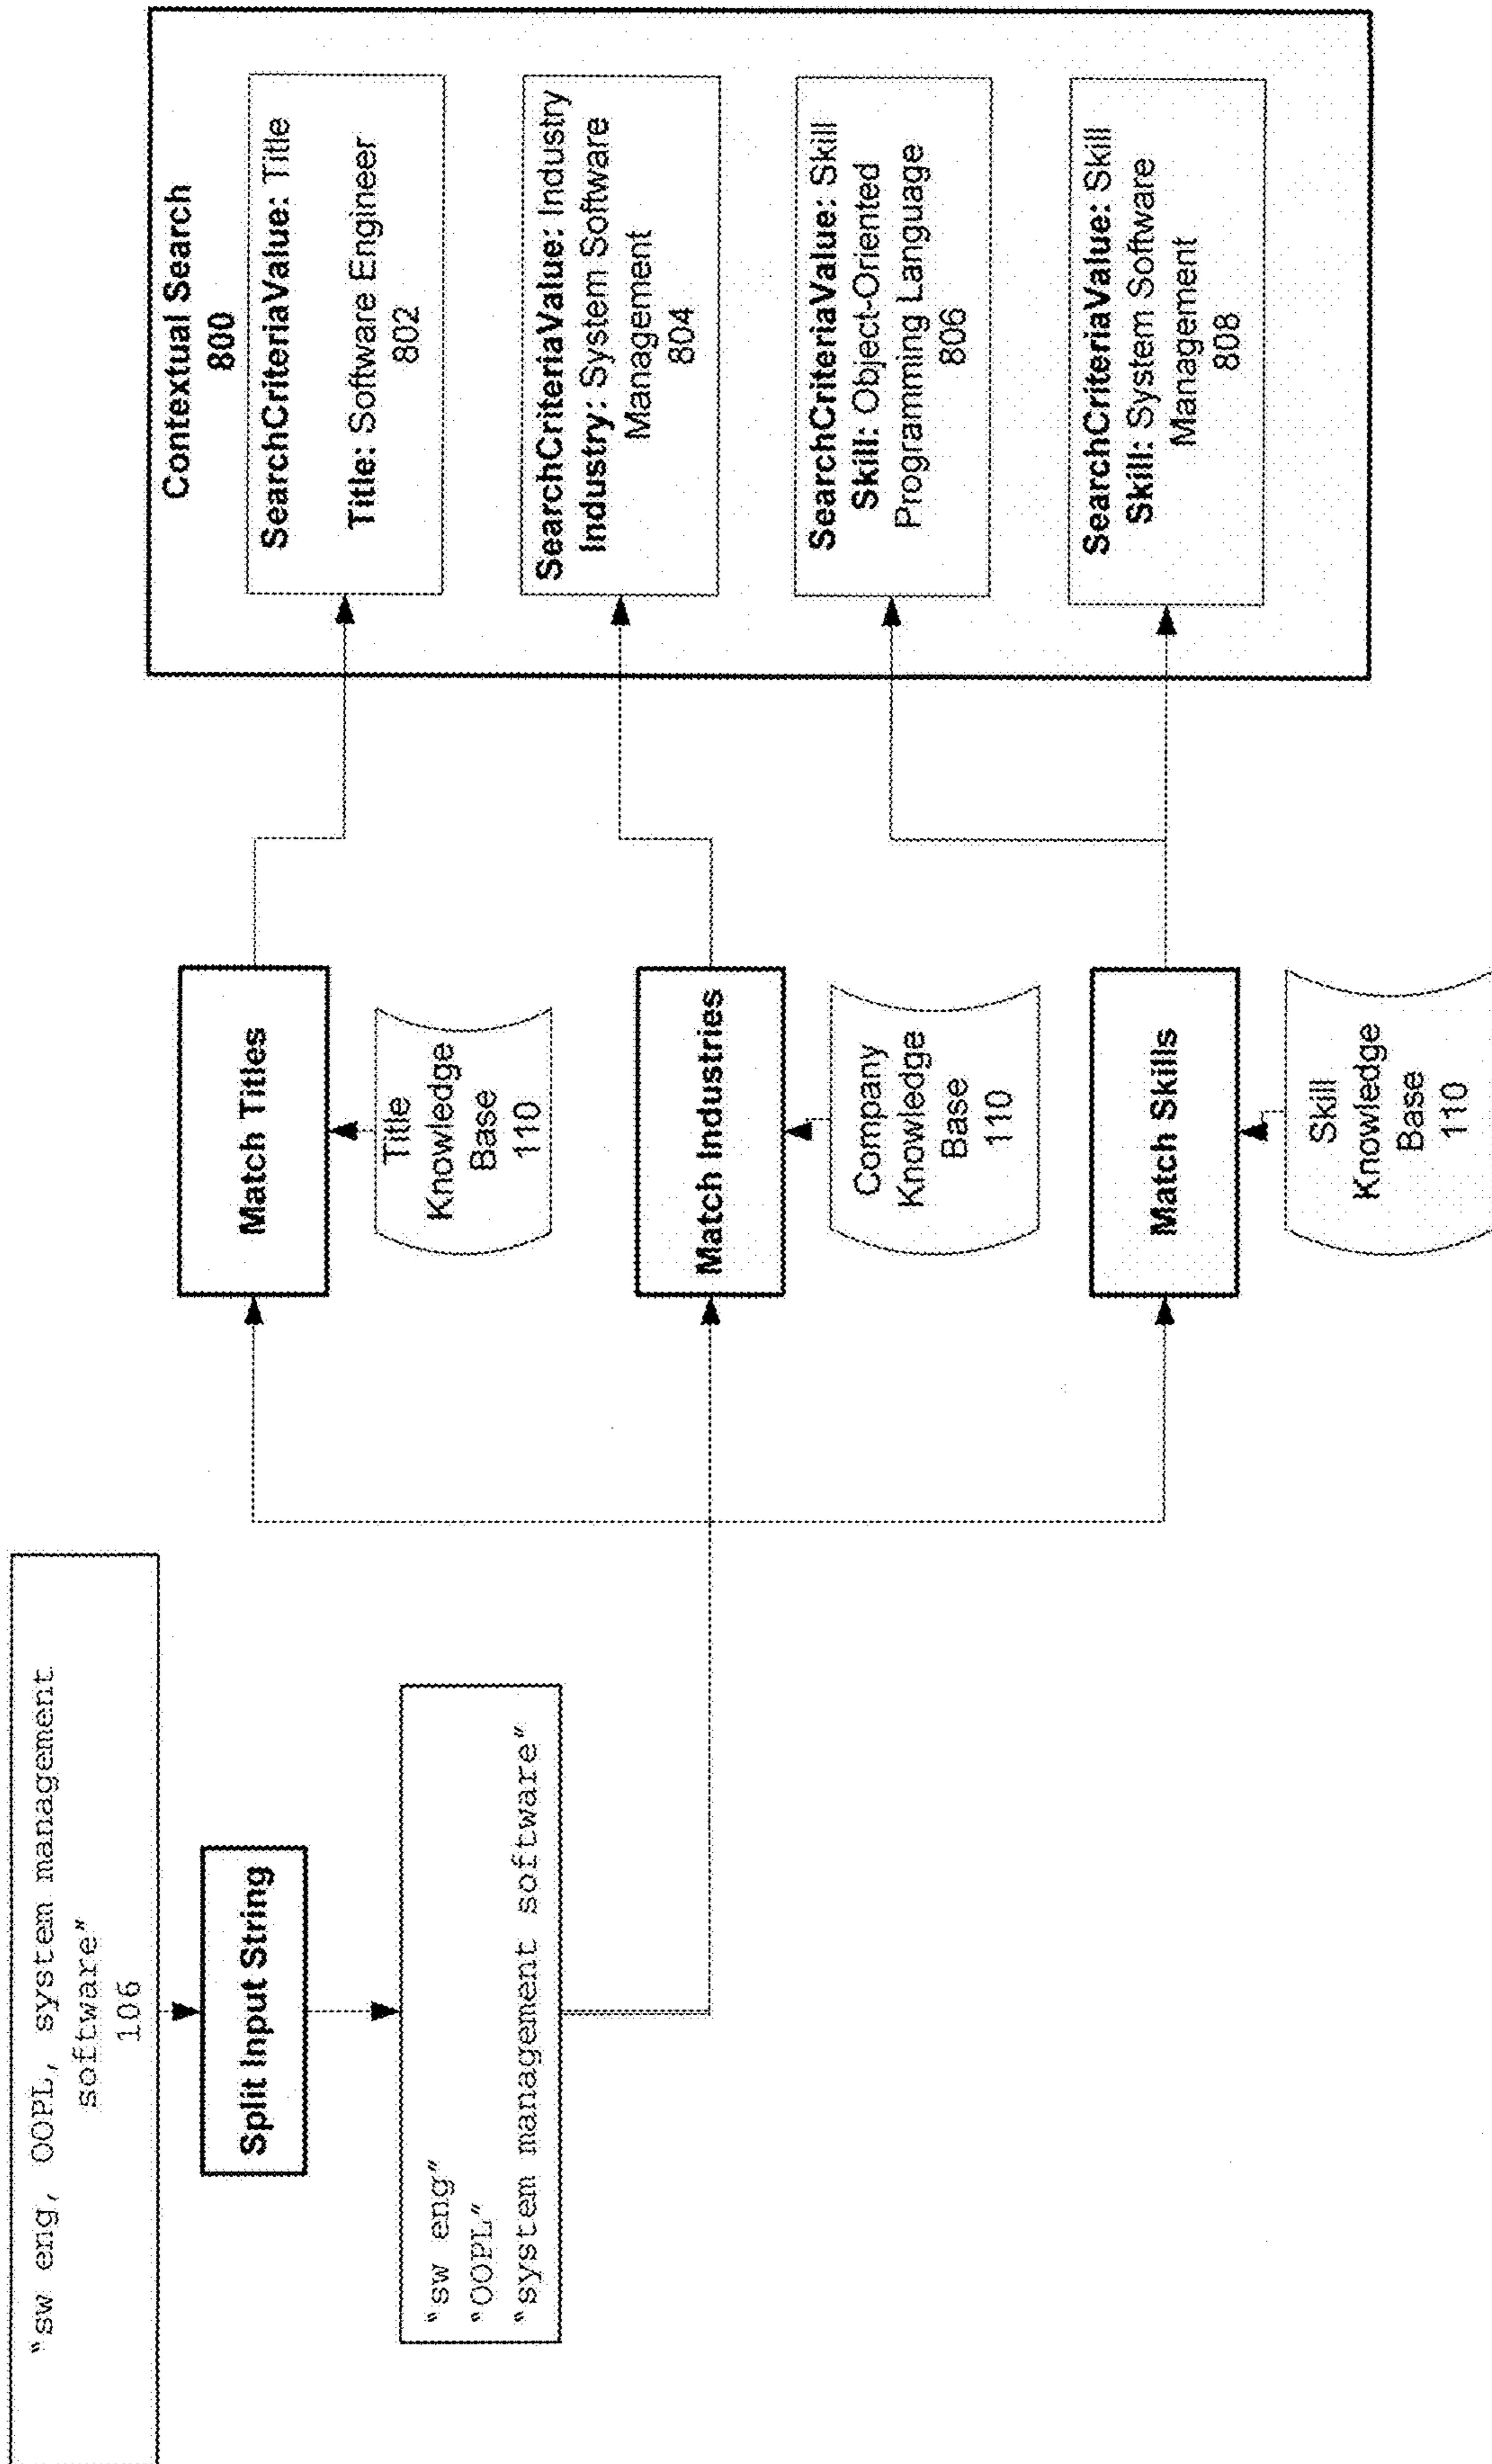 “sw eng, OOPL, system management
software”
106
Split Input String
“sw eng”
“OOPL”
“system management software”
Match Titles
Title
Knowledge
Base
110
Match Industries
Company
Knowledge
Base
110
Match Skills
Skill
Knowledge
Base
110
Contextual Search
800
SearchCriteriaValue: Title
Title: Software Engineer
802
SearchCriteriaValue: Industry
Industry: System Software
Management
804
SearchCriteriaValue: Skill
Skill: Object-Oriented
Programming Language
806
SearchCriteriaValue: Skill
Skill: System Software
Management
808